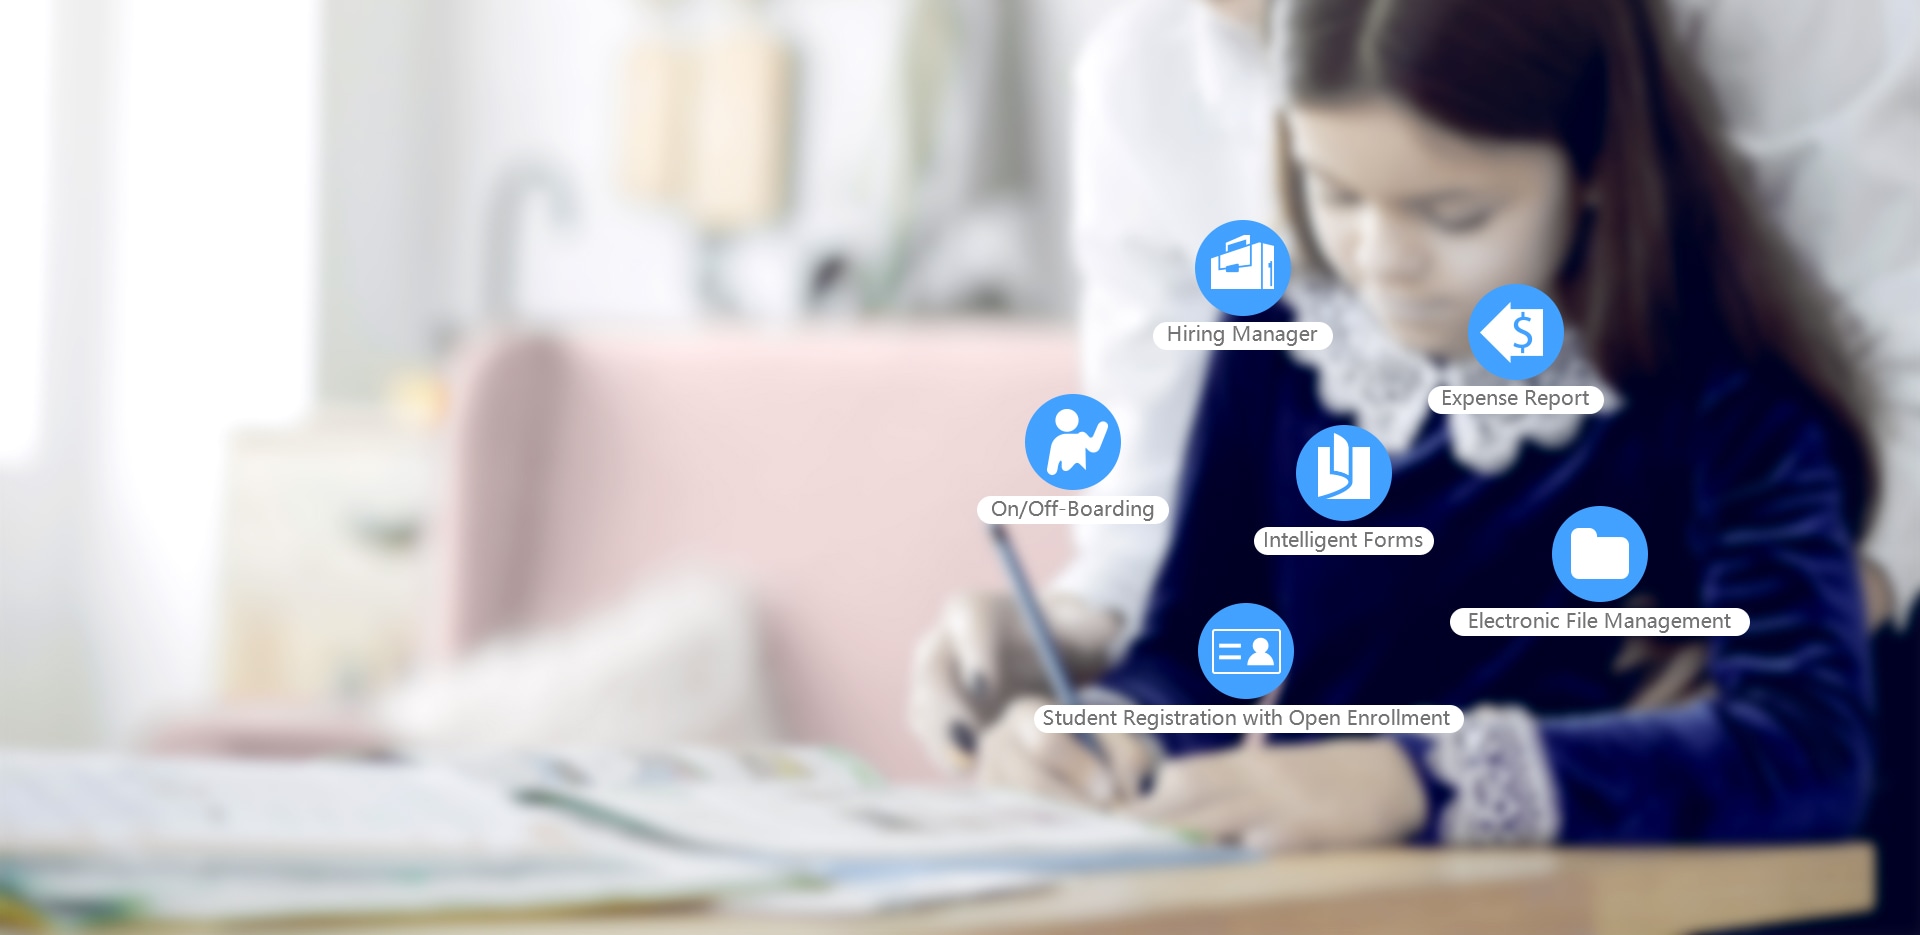 Hiring Manager
Expense Report
On/Off-Boarding
Intelligent Forms
Electronic File Management
Student Registration with Open Enrollment